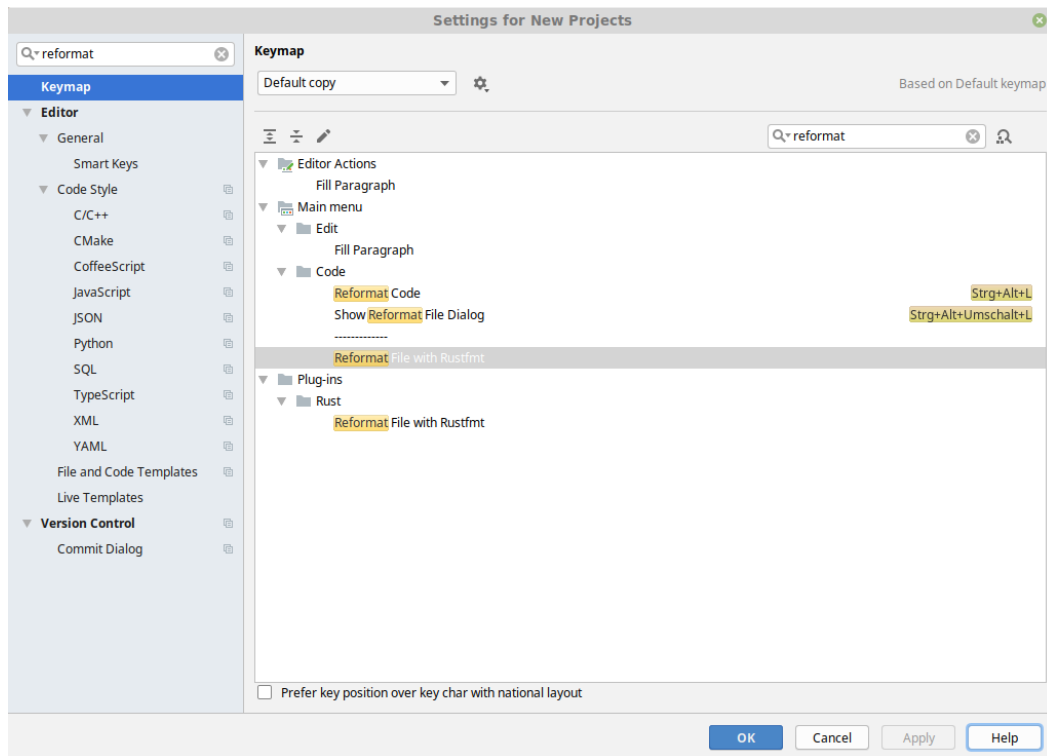 Settings for New Projects
reformat
Keymap
Editor
General
Smart Keys
Code Style
C/C++
CMake
CoffeeScript
JavaScript
JSON
Python
SQL
TypeScript
XML
YAML
File and Code Templates
Live Templates
Version Control
Commit Dialog
Keymap
Default copy
Based on Default keymap
reformat
Editor Actions
Fill Paragraph
Main menu
Edit
Fill Paragraph
Code
Reformat Code Strg+Alt+L
Show Reformat File Dialog Strg+Alt+Umschalt+L
-------------
Reformat File with Rustfmt
Plug-ins
Rust
Reformat File with Rustfmt
Prefer key position over key char with national layout
OK Cancel Apply Help